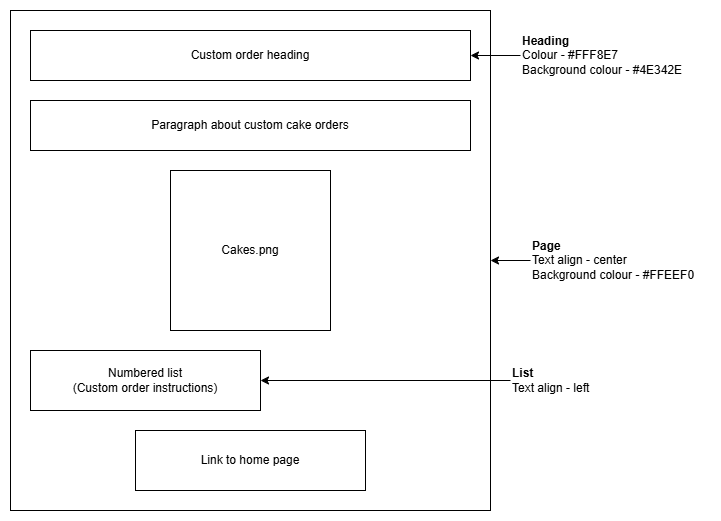 Custom order heading
Heading
Colour - #FFF8E7
Background colour - #4E342E
Paragraph about custom cake orders
Cakes.png
Page
Text align - center
Background colour - #FFEEF0
Numbered list
(Custom order instructions)
List
Text align - left
Link to home page